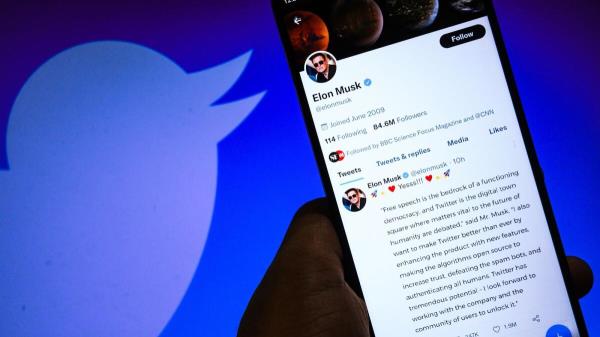 Follow
Elon Musk
@elonmusk
Joined June 2009
114 Following 84.6M Followers
Followed by BBC Science Focus Magazine and @CNN
Tweets Tweets & replies Media Likes
Elon Musk @elonmusk · 10h
🚀💫♥️ Yesss!!! ♥️💫🚀
"Free speech is the bedrock of a functioning
democracy, and Twitter is the digital town
square where matters vital to the future of
humanity are debated," said Mr. Musk. "I also
want to make Twitter better than ever by
enhancing the product with new features,
making the algorithms open source to
increase trust, defeating the spam bots, and
authenticating all humans. Twitter has
tremendous potential - I look forward to
working with the company and the
community of users to unlock it."
247K 1.9M